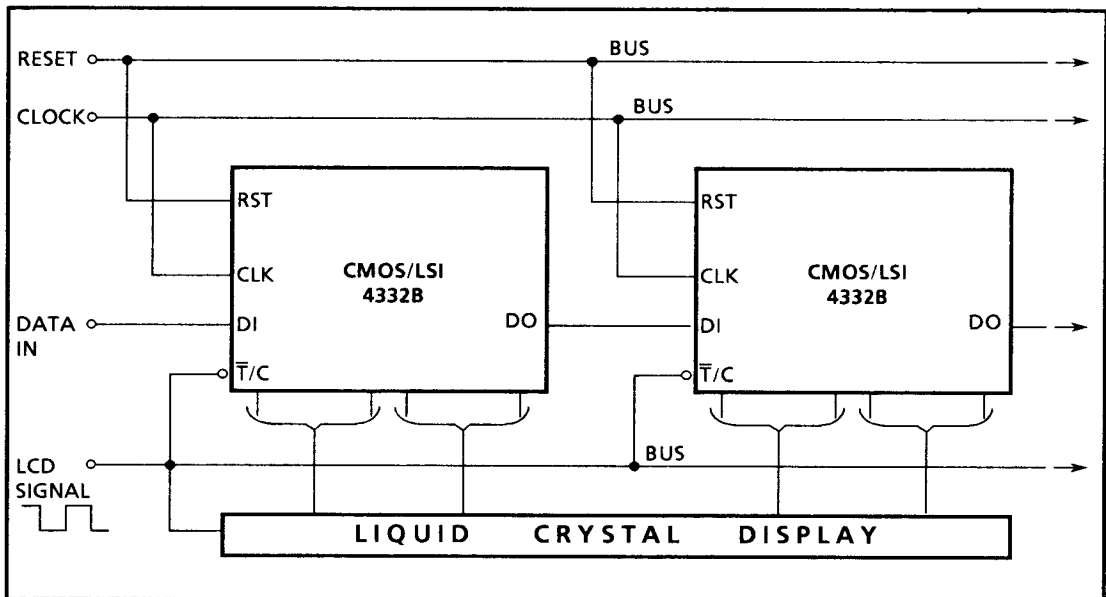 RESET
BUS
CLOCK
BUS
RST
CLK
DI
T̅/C
CMOS/LSI
4332B
DO
RST
CLK
DI
T̅/C
CMOS/LSI
4332B
DO
DATA
IN
LCD
SIGNAL
BUS
LIQUID CRYSTAL DISPLAY